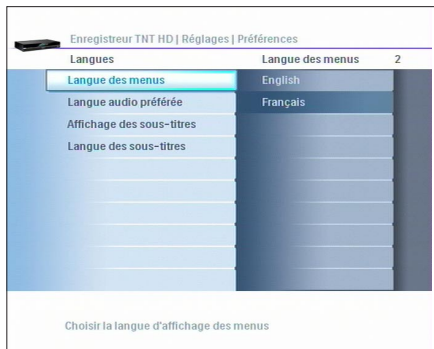 Enregistreur TNT HD | Réglages | Préférences
Langues Langue des menus 2
Langue des menus English
Langue audio préférée Français
Affichage des sous-titres
Langue des sous-titres
Choisir la langue d'affichage des menus